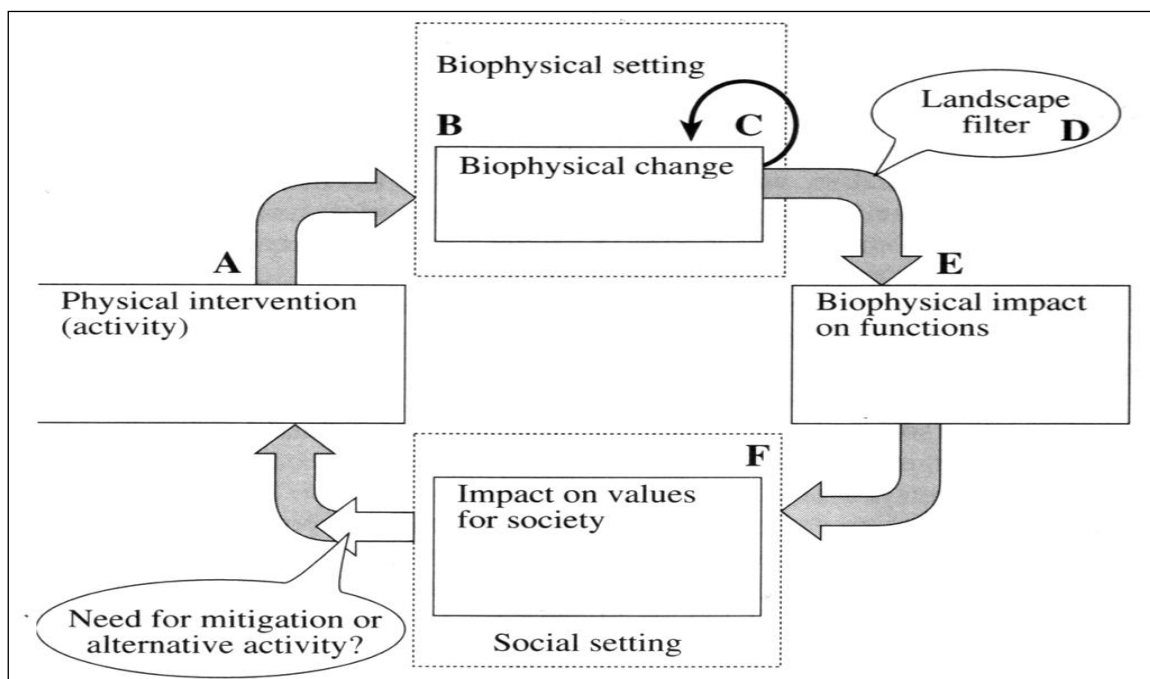 Biophysical setting
B
C
Biophysical change
Landscape
filter D
A
Physical intervention
(activity)
E
Biophysical impact
on functions
F
Impact on values
for society
Need for mitigation or
alternative activity?
Social setting